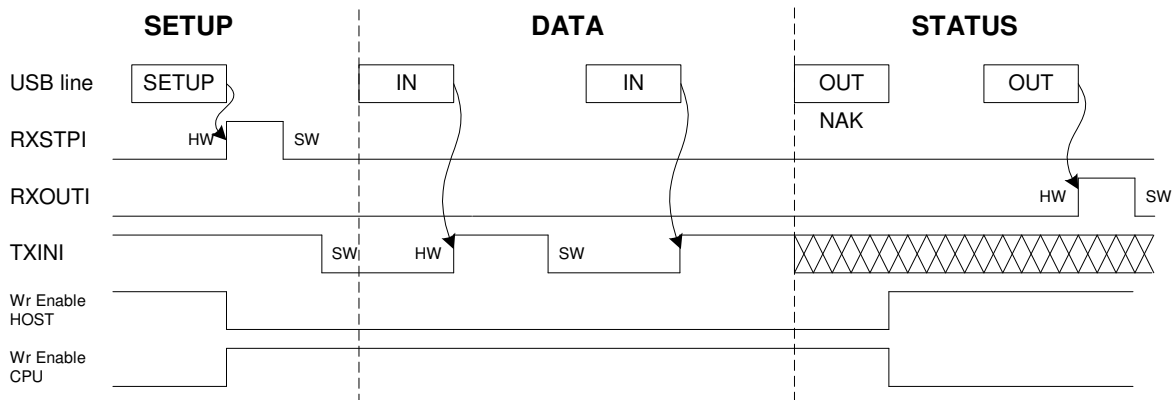 SETUP DATA STATUS
USB line SETUP IN IN OUT OUT
NAK
RXSTPI HW SW
RXOUTI HW SW
TXINI SW HW SW
Wr Enable
HOST
Wr Enable
CPU